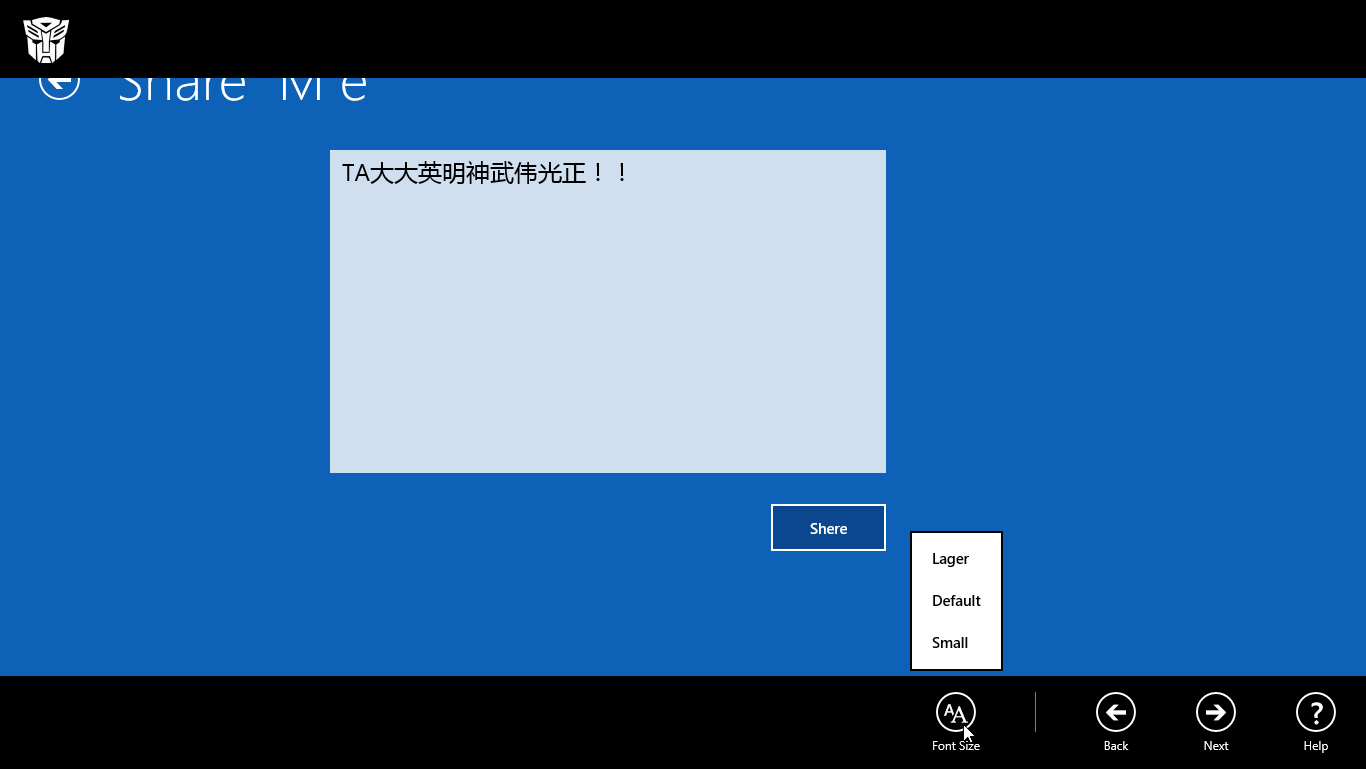 Share M e
TA大大英明神武伟光正！！
Shere
Lager
Default
Small
Font Size
Back
Next
Help